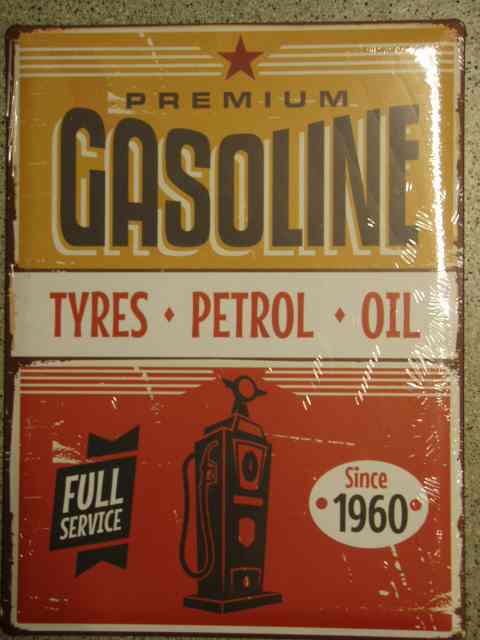 PREMIUM
GASOLINE
TYRES • PETROL • OIL
FULL
SERVICE
Since
1960